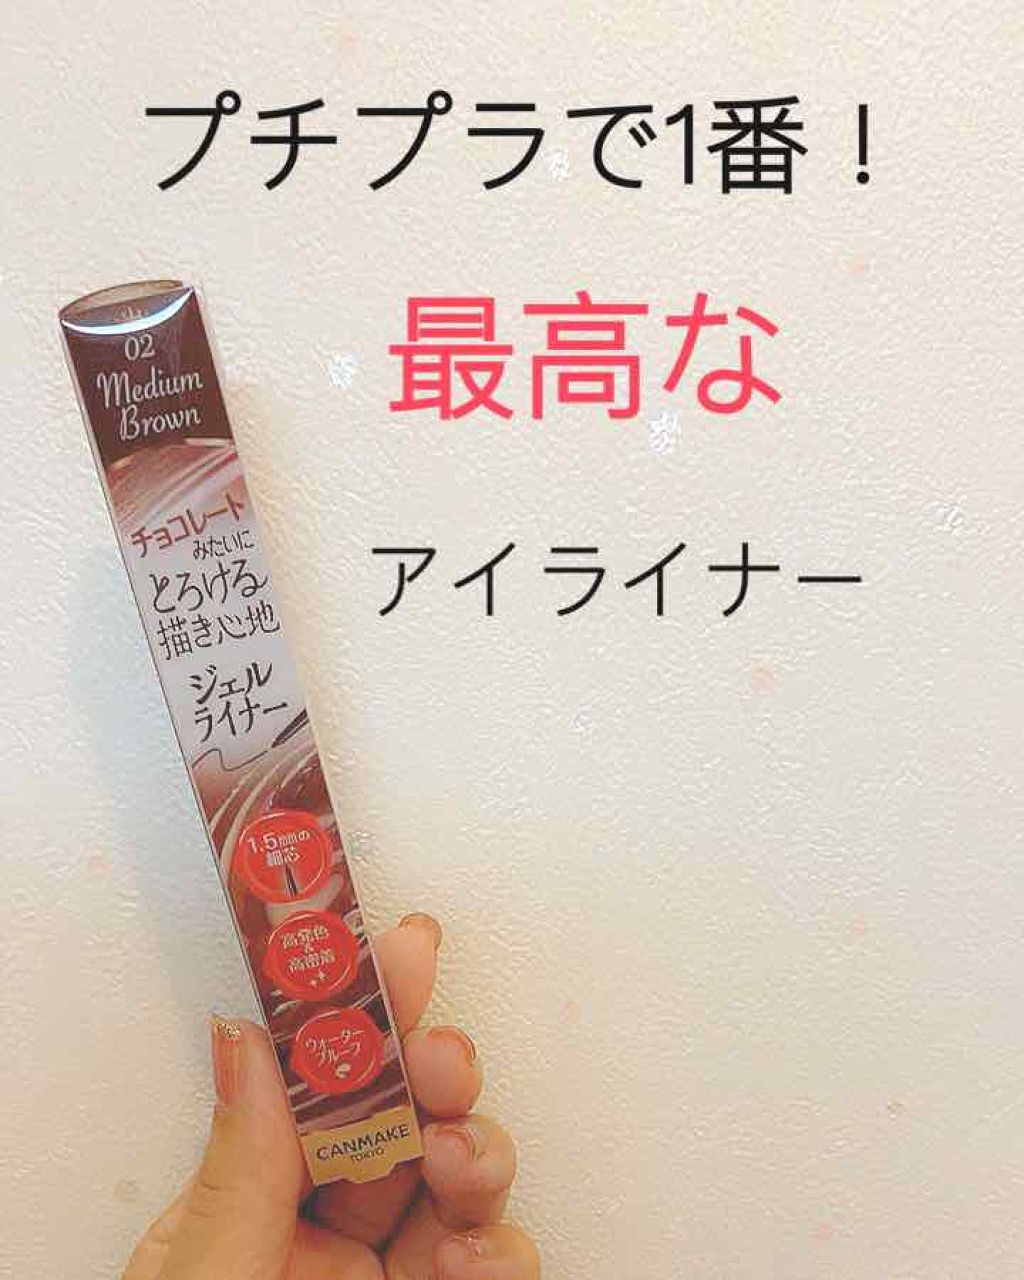 プチプラで1番！
最高な
アイライナー
02
Medium
Brown
チョコレート
みたいに
とろける
描き心地
ジェル
ライナー
1.5mmの
細芯
高発色
&
高密着
ウォーター
プルーフ
CANMAKE
TOKYO